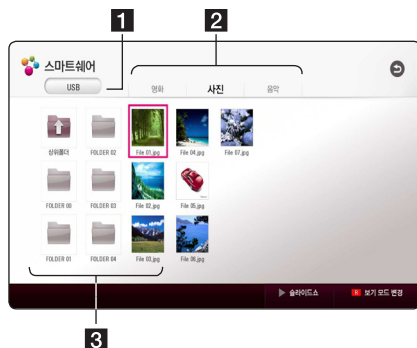 1 2
스마트쉐어
USB 영화 사진 음악
상위폴더 FOLDER 02 File 01.jpg File 04.jpg File 07.jpg
FOLDER 00 FOLDER 03 File 02.jpg File 05.jpg
FOLDER 01 FOLDER 04 File 03.jpg File 06.jpg
슬라이드쇼 R 보기 모드 변경
3